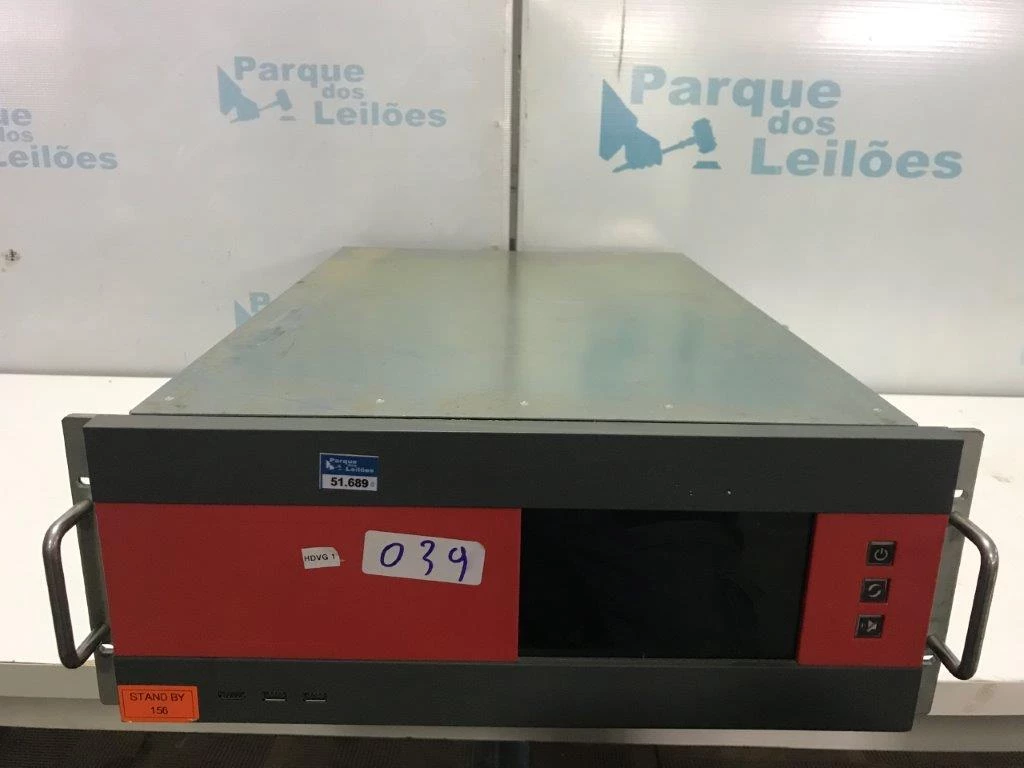 Parque
dos
Leilões
Parque
dos
Leilões
ue
dos
Leilões
P
Parque
dos
Leilões
51.689
HDVG 1
039
STAND BY
156